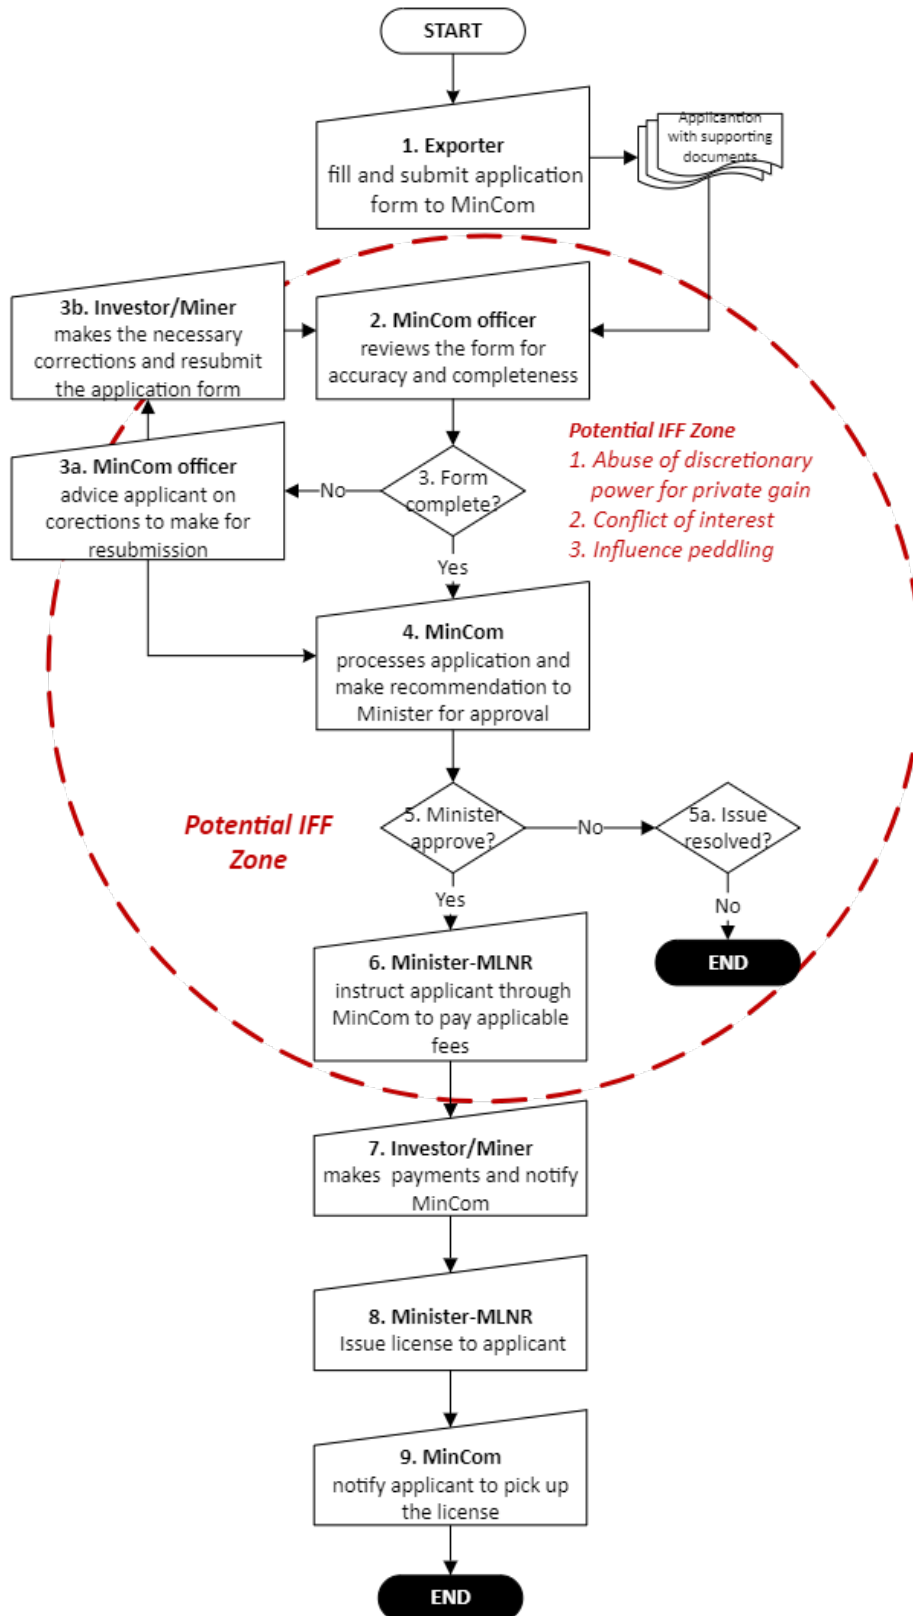 START
1. Exporter
fill and submit application
form to MinCom
Applicantion
with supporting
documents
3b. Investor/Miner
makes the necessary
corrections and resubmit
the application form
2. MinCom officer
reviews the form for
accuracy and completeness
Potential IFF Zone
1. Abuse of discretionary
power for private gain
2. Conflict of interest
3. Influence peddling
3a. MinCom officer
advice applicant on
corections to make for
resubmission
No
3. Form
complete?
Yes
4. MinCom
processes application and
make recommendation to
Minister for approval
Potential IFF
Zone
5. Minister
approve?
No
5a. Issue
resolved?
Yes
No
END
6. Minister-MLNR
instruct applicant through
MinCom to pay applicable
fees
7. Investor/Miner
makes payments and notify
MinCom
8. Minister-MLNR
Issue license to applicant
9. MinCom
notify applicant to pick up
the license
END